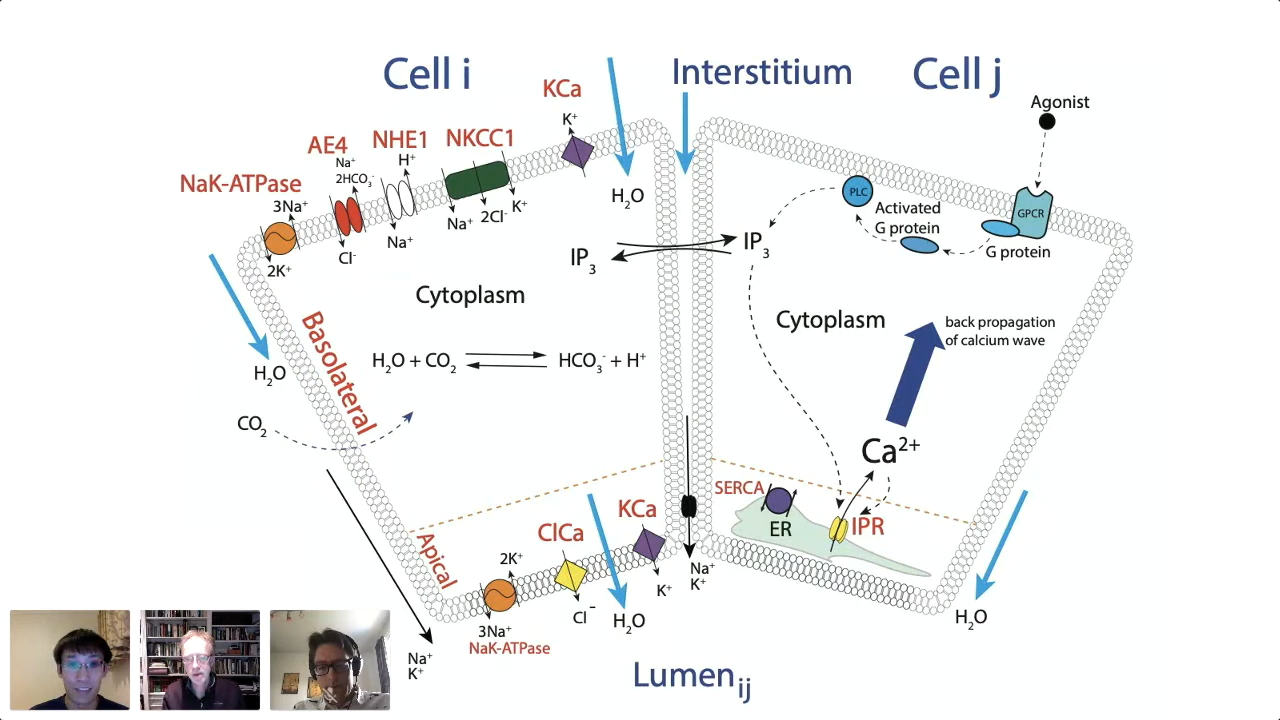 Cell i
Interstitium
Cell j
KCa
K⁺
Agonist
AE4
NHE1
NKCC1
Na⁺
2HCO₃⁻
H⁺
NaK-ATPase
3Na⁺
2K⁺
Cl⁻
Na⁺
Na⁺
2Cl⁻
K⁺
H₂O
PLC
Activated
G protein
GPCR
G protein
IP₃
IP₃
Cytoplasm
Cytoplasm
back propagation
of calcium wave
Basolateral
H₂O + CO₂
HCO₃⁻ + H⁺
H₂O
CO₂
Ca²⁺
SERCA
ER
IPR
Apical
KCa
ClCa
2K⁺
3Na⁺
NaK-ATPase
Cl⁻
H₂O
K⁺
Na⁺
K⁺
H₂O
Na⁺
K⁺
Lumenᵢⱼ